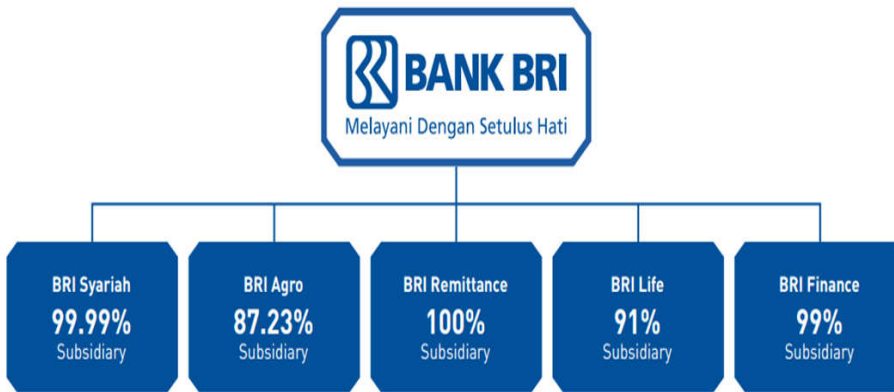 BANK BRI
Melayani Dengan Setulus Hati
BRI Syariah
99.99%
Subsidiary
BRI Agro
87.23%
Subsidiary
BRI Remittance
100%
Subsidiary
BRI Life
91%
Subsidiary
BRI Finance
99%
Subsidiary